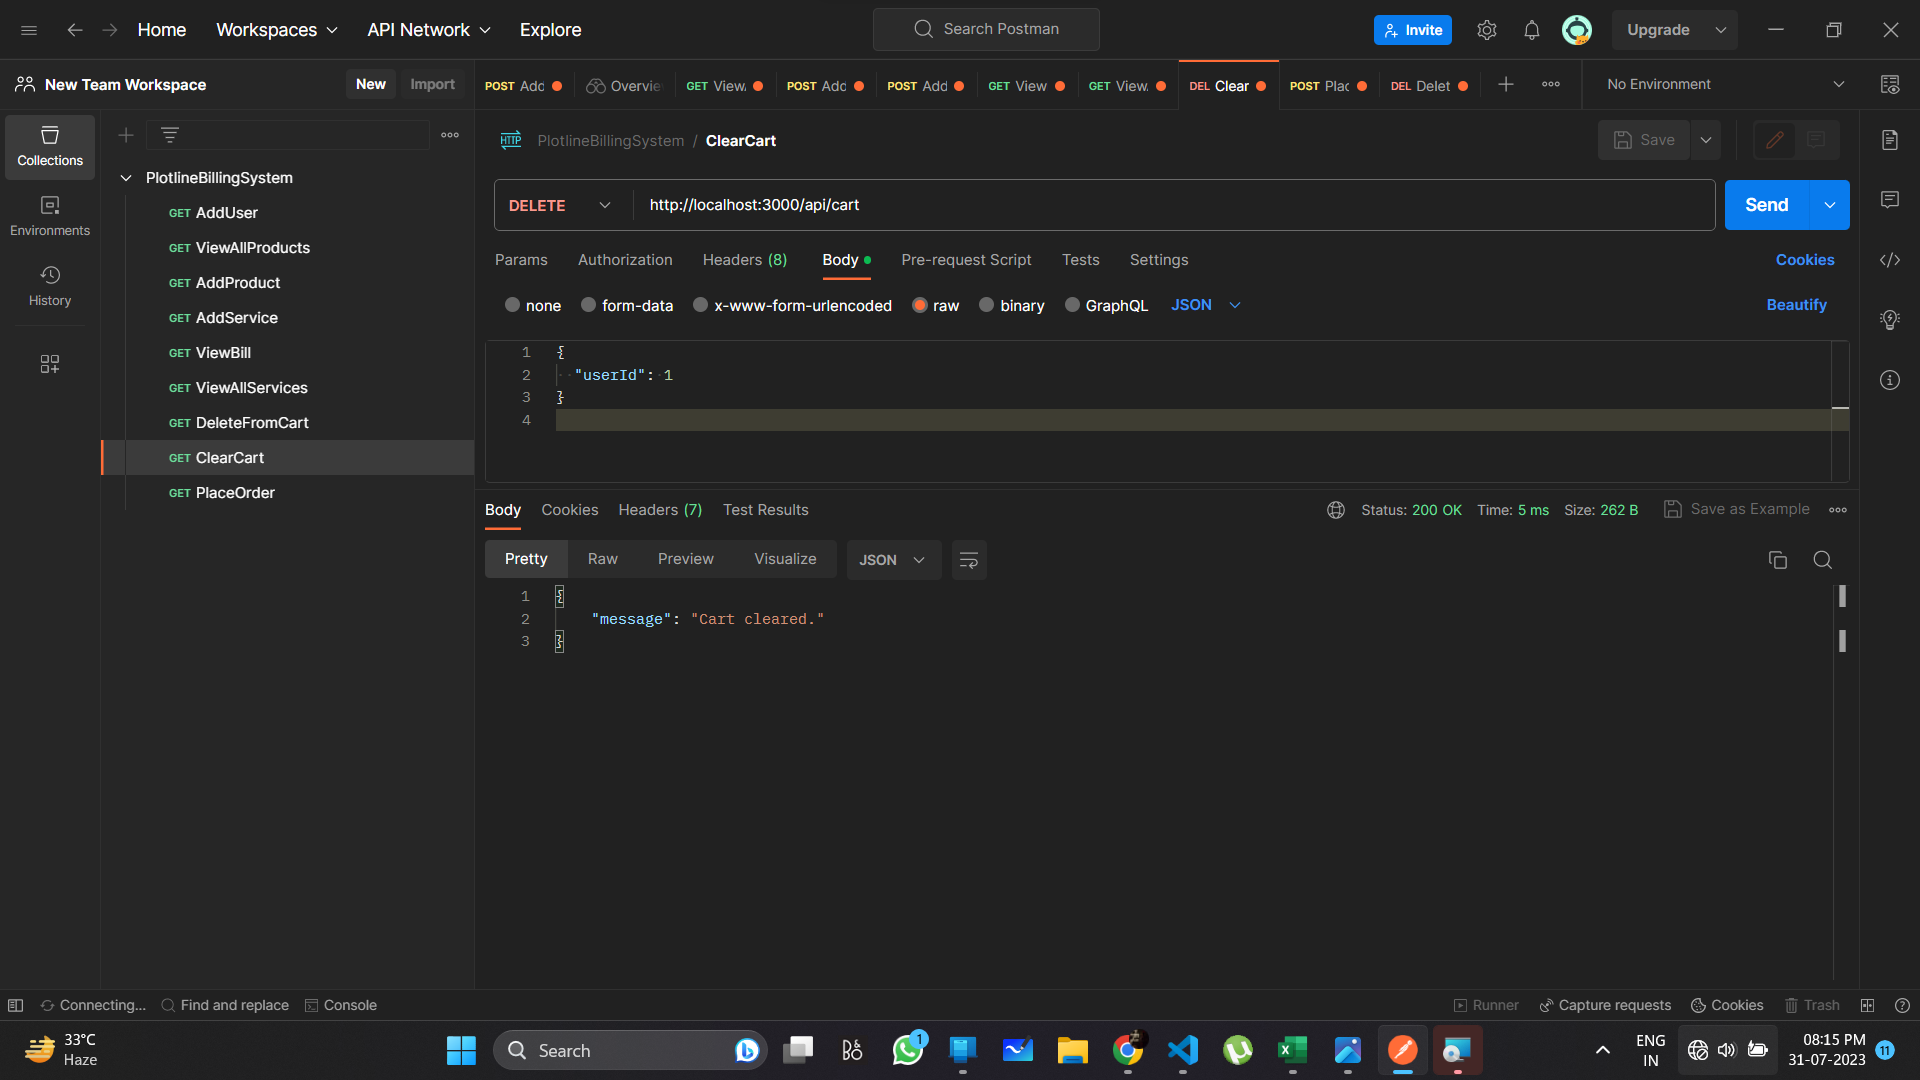 Home Workspaces API Network Explore Search Postman Invite Upgrade
New Team Workspace New Import
POST Add Overvie GET View POST Add POST Add GET View GET View DEL Clear POST Plac DEL Delet No Environment
HTTP PlotlineBillingSystem / ClearCart Save
Collections
Environments
History
PlotlineBillingSystem
GET AddUser
GET ViewAllProducts
GET AddProduct
GET AddService
GET ViewBill
GET ViewAllServices
GET DeleteFromCart
GET ClearCart
GET PlaceOrder
DELETE http://localhost:3000/api/cart Send
Params Authorization Headers (8) Body Pre-request Script Tests Settings Cookies
none form-data x-www-form-urlencoded raw binary GraphQL JSON Beautify
1 {
2 "userId": 1
3 }
4
Body Cookies Headers (7) Test Results Status: 200 OK Time: 5 ms Size: 262 B Save as Example
Pretty Raw Preview Visualize JSON
1 {
2 "message": "Cart cleared."
3 }
Connecting... Find and replace Console Runner Capture requests Cookies Trash
33°C
Haze
Search
1
ENG
IN
08:15 PM
31-07-2023
11